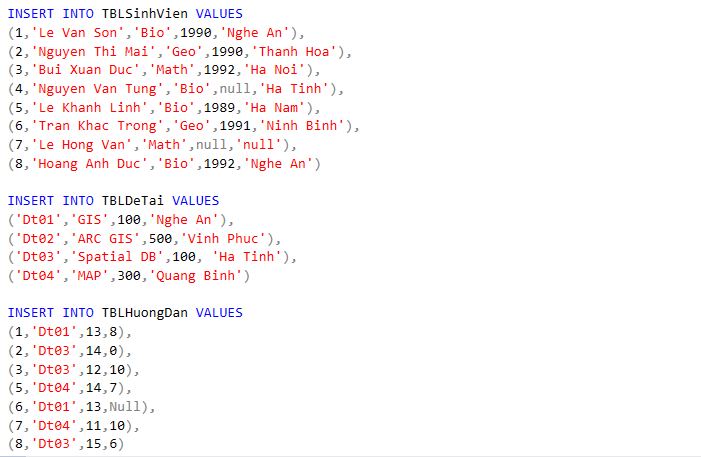 INSERT INTO TBLSinhVien VALUES
(1,'Le Van Son','Bio',1990,'Nghe An'),
(2,'Nguyen Thi Mai','Geo',1990,'Thanh Hoa'),
(3,'Bui Xuan Duc','Math',1992,'Ha Noi'),
(4,'Nguyen Van Tung','Bio',null,'Ha Tinh'),
(5,'Le Khanh Linh','Bio',1989,'Ha Nam'),
(6,'Tran Khac Trong','Geo',1991,'Ninh Binh'),
(7,'Le Hong Van','Math',null,'null'),
(8,'Hoang Anh Duc','Bio',1992,'Nghe An')
INSERT INTO TBLDeTai VALUES
('Dt01','GIS',100,'Nghe An'),
('Dt02','ARC GIS',500,'Vinh Phuc'),
('Dt03','Spatial DB',100, 'Ha Tinh'),
('Dt04','MAP',300,'Quang Binh')
INSERT INTO TBLHuongDan VALUES
(1,'Dt01',13,8),
(2,'Dt03',14,0),
(3,'Dt03',12,10),
(5,'Dt04',14,7),
(6,'Dt01',13,Null),
(7,'Dt04',11,10),
(8,'Dt03',15,6)